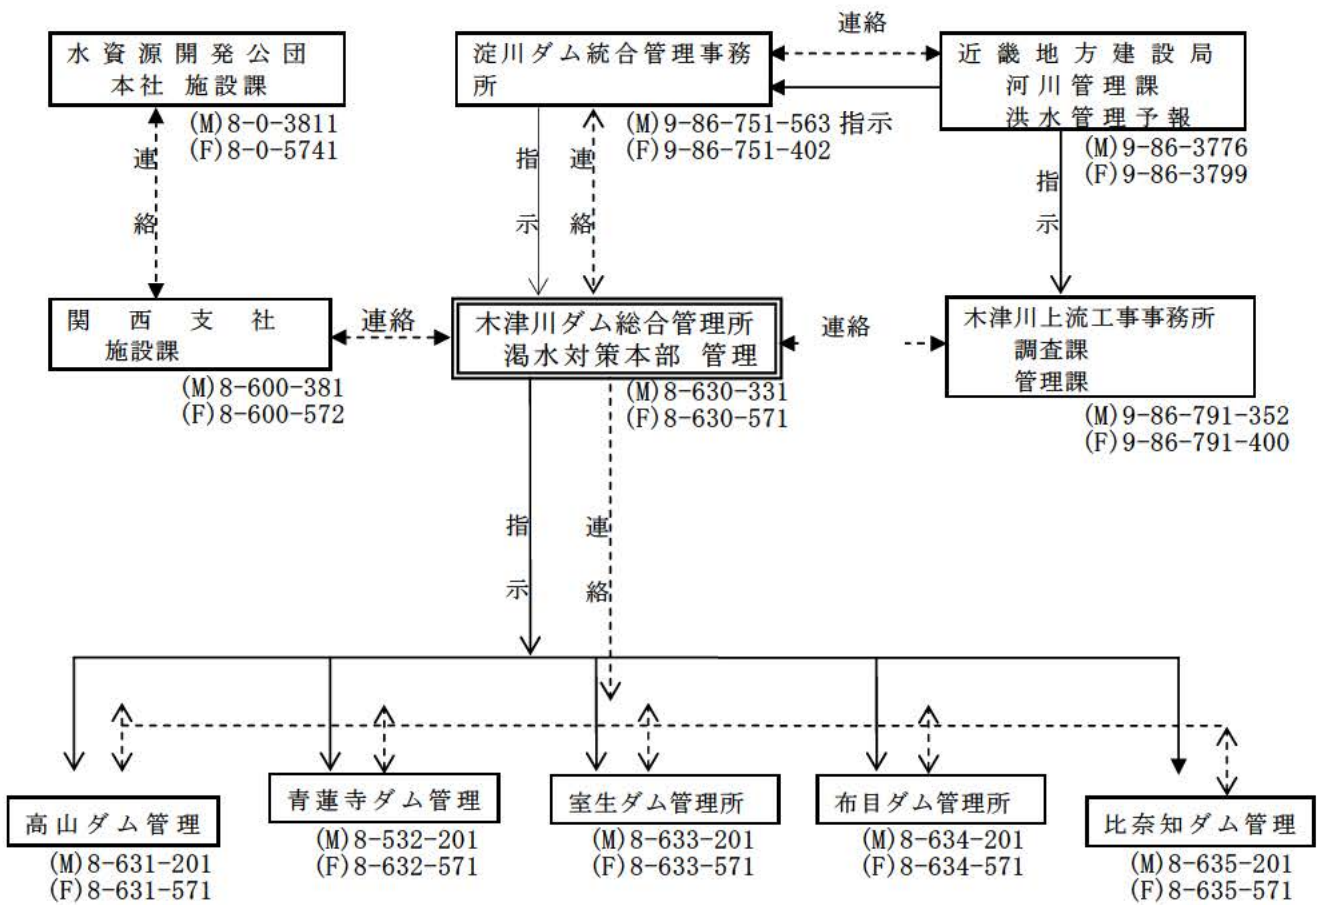 連絡
水資源開発公団
本社 施設課
(M)8-0-3811
(F)8-0-5741
淀川ダム統合管理事務
所
(M)9-86-751-563 指示
(F)9-86-751-402
近畿地方建設局
河川管理課
洪水管理予報
(M)9-86-3776
(F)9-86-3799
連
絡
指
示
連
絡
指
示
関西支社
施設課
(M)8-600-381
(F)8-600-572
連絡
木津川ダム総合管理所
渇水対策本部 管理
(M)8-630-331
(F)8-630-571
連絡
木津川上流工事事務所
調査課
管理課
(M)9-86-791-352
(F)9-86-791-400
指
示
連
絡
高山ダム管理
(M)8-631-201
(F)8-631-571
青蓮寺ダム管理
(M)8-532-201
(F)8-632-571
室生ダム管理所
(M)8-633-201
(F)8-633-571
布目ダム管理所
(M)8-634-201
(F)8-634-571
比奈知ダム管理
(M)8-635-201
(F)8-635-571